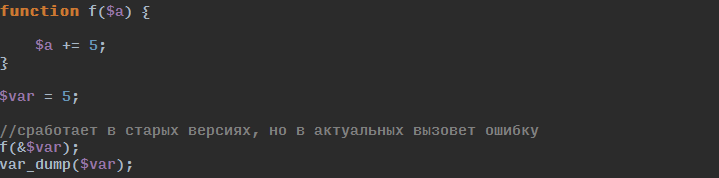 function f($a) {
    $a += 5;
}
$var = 5;
//сработает в старых версиях, но в актуальных вызовет ошибку
f(&$var);
var_dump($var);